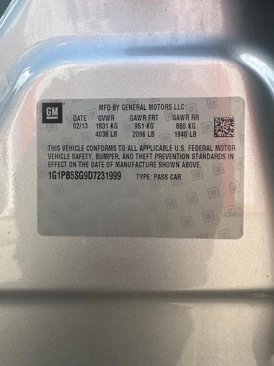 GM
MFD BY GENERAL MOTORS LLC
DATE GVWR GAWR FRT GAWR RR
02/13 1831 KG 951 KG 880 KG
4036 LB 2096 LB 1940 LB
THIS VEHICLE CONFORMS TO ALL APPLICABLE U.S. FEDERAL MOTOR
VEHICLE SAFETY, BUMPER, AND THEFT PREVENTION STANDARDS IN
EFFECT ON THE DATE OF MANUFACTURE SHOWN ABOVE.
1G1PB5SG9D7231999 TYPE: PASS CAR